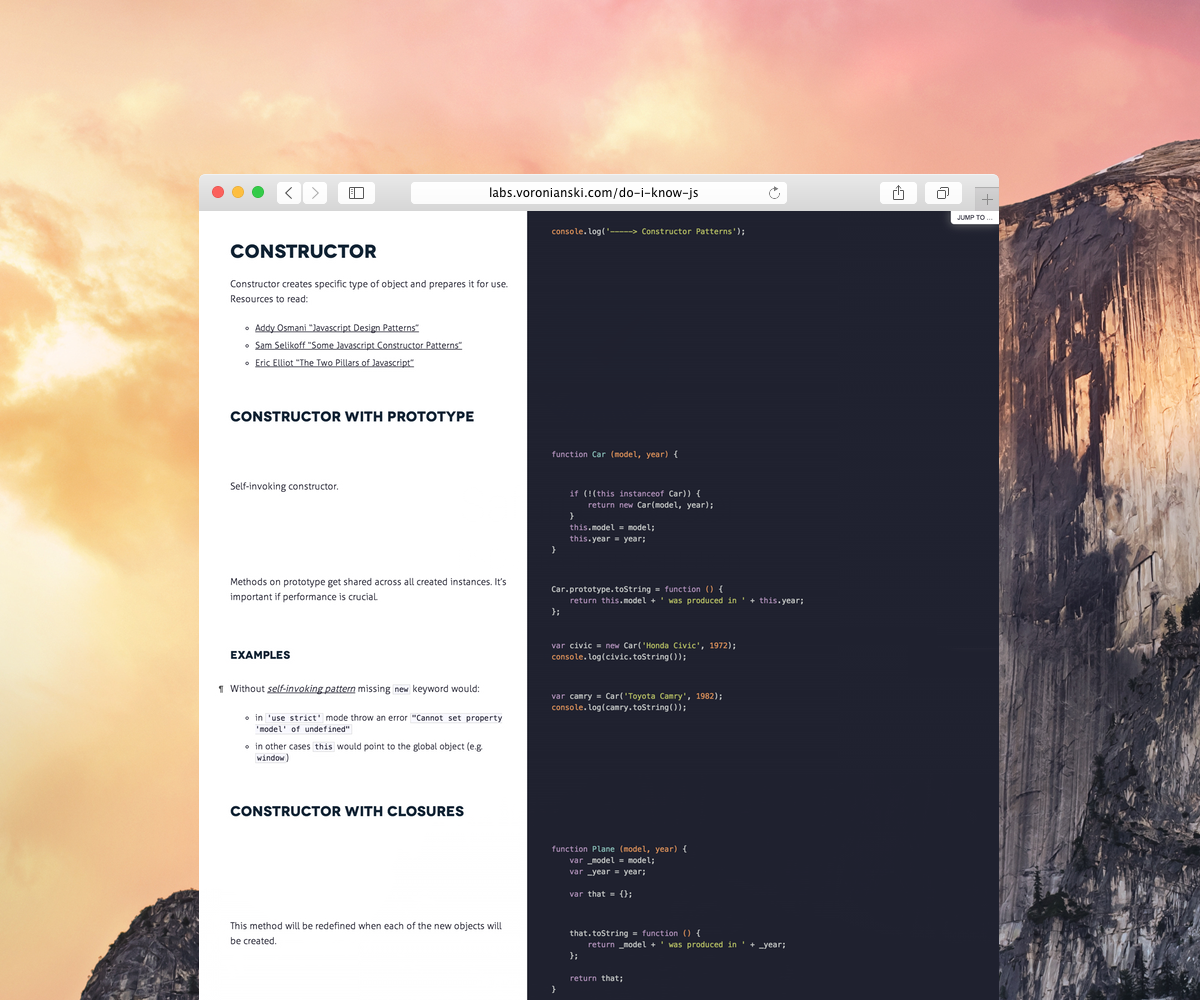 labs.voronianski.com/do-i-know-js
JUMP TO ...
CONSTRUCTOR
Constructor creates specific type of object and prepares it for use.
Resources to read:
Addy Osmani "Javascript Design Patterns"
Sam Selikoff "Some Javascript Constructor Patterns"
Eric Elliot "The Two Pillars of Javascript"
CONSTRUCTOR WITH PROTOTYPE
Self-invoking constructor.
Methods on prototype get shared across all created instances. It's
important if performance is crucial.
EXAMPLES
¶ Without self-invoking pattern missing new keyword would:
in 'use strict' mode throw an error "Cannot set property
'model' of undefined"
in other cases this would point to the global object (e.g.
window)
CONSTRUCTOR WITH CLOSURES
This method will be redefined when each of the new objects will
be created.
console.log('-----> Constructor Patterns');
function Car (model, year) {
if (!(this instanceof Car)) {
return new Car(model, year);
}
this.model = model;
this.year = year;
}
Car.prototype.toString = function () {
return this.model + ' was produced in ' + this.year;
};
var civic = new Car('Honda Civic', 1972);
console.log(civic.toString());
var camry = Car('Toyota Camry', 1982);
console.log(camry.toString());
function Plane (model, year) {
var _model = model;
var _year = year;
var that = {};
that.toString = function () {
return _model + ' was produced in ' + _year;
};
return that;
}